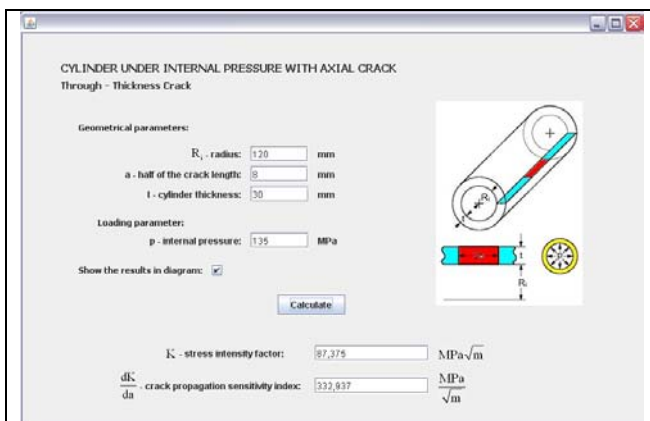 CYLINDER UNDER INTERNAL PRESSURE WITH AXIAL CRACK
Through - Thickness Crack
Geometrical parameters:
Rᵢ - radius: 120 mm
a - half of the crack length: 8 mm
t - cylinder thickness: 30 mm
Loading parameter:
p - internal pressure: 135 MPa
Show the results in diagram:
Calculate
K - stress intensity factor: 87,375 MPa√m
dK/da - crack propagation sensitivity index: 332,937 MPa/√m
Rᵢ
t
t
Rᵢ